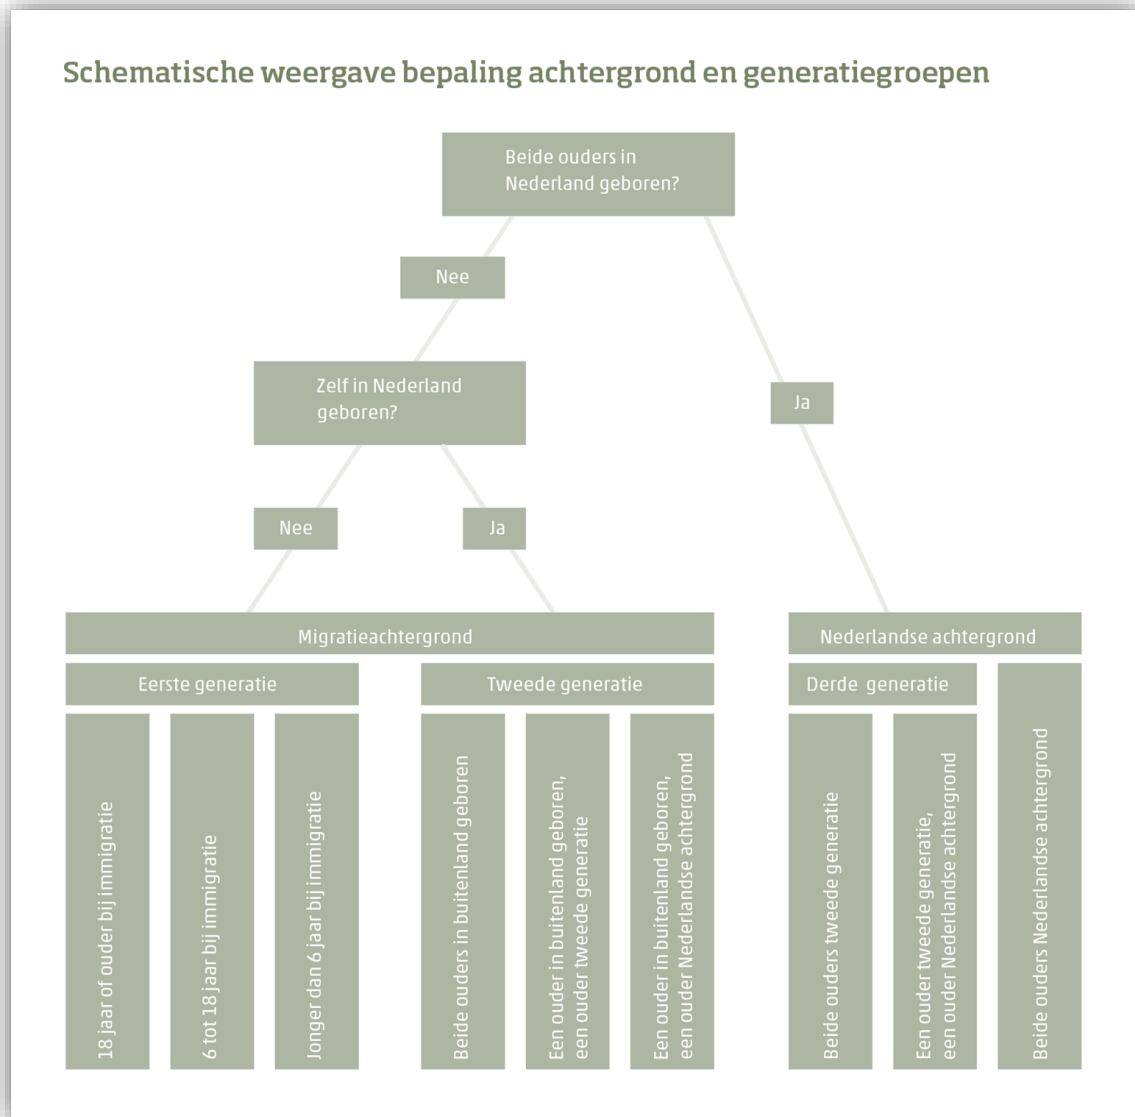 Schematische weergave bepaling achtergrond en generatiegroepen
Beide ouders in
Nederland geboren?
Nee
Zelf in Nederland
geboren?
Ja
Nee
Ja
Migratieachtergrond
Nederlandse achtergrond
Eerste generatie
Tweede generatie
Derde generatie
18 jaar of ouder bij immigratie
6 tot 18 jaar bij immigratie
Jonger dan 6 jaar bij immigratie
Beide ouders in buitenland geboren
Een ouder in buitenland geboren,
een ouder tweede generatie
Een ouder in buitenland geboren,
een ouder Nederlandse achtergrond
Beide ouders tweede generatie
Een ouder tweede generatie,
een ouder Nederlandse achtergrond
Beide ouders Nederlandse achtergrond